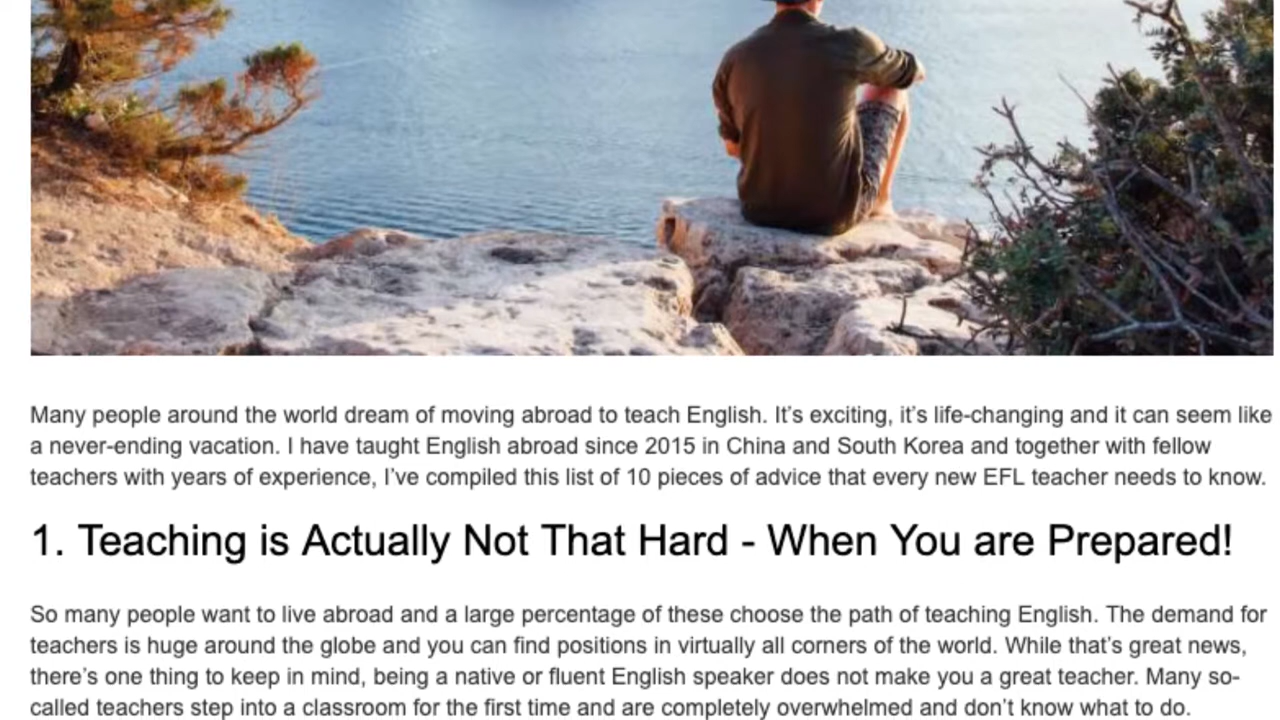 Many people around the world dream of moving abroad to teach English. It’s exciting, it’s life-changing and it can seem like
a never-ending vacation. I have taught English abroad since 2015 in China and South Korea and together with fellow
teachers with years of experience, I’ve compiled this list of 10 pieces of advice that every new EFL teacher needs to know.
1. Teaching is Actually Not That Hard - When You are Prepared!
So many people want to live abroad and a large percentage of these choose the path of teaching English. The demand for
teachers is huge around the globe and you can find positions in virtually all corners of the world. While that’s great news,
there’s one thing to keep in mind, being a native or fluent English speaker does not make you a great teacher. Many so-
called teachers step into a classroom for the first time and are completely overwhelmed and don’t know what to do.